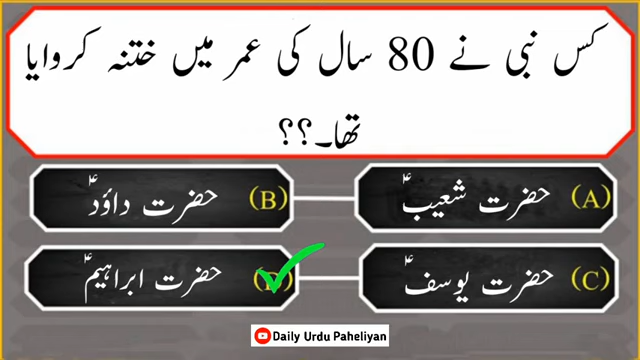 کس نبی نے 80 سال کی عمر میں ختنہ کروایا
تھا۔؟؟
(A) حضرت شعیبؑ
(B) حضرت داؤدؑ
(C) حضرت یوسفؑ
(D) حضرت ابراہیمؑ
Daily Urdu Paheliyan